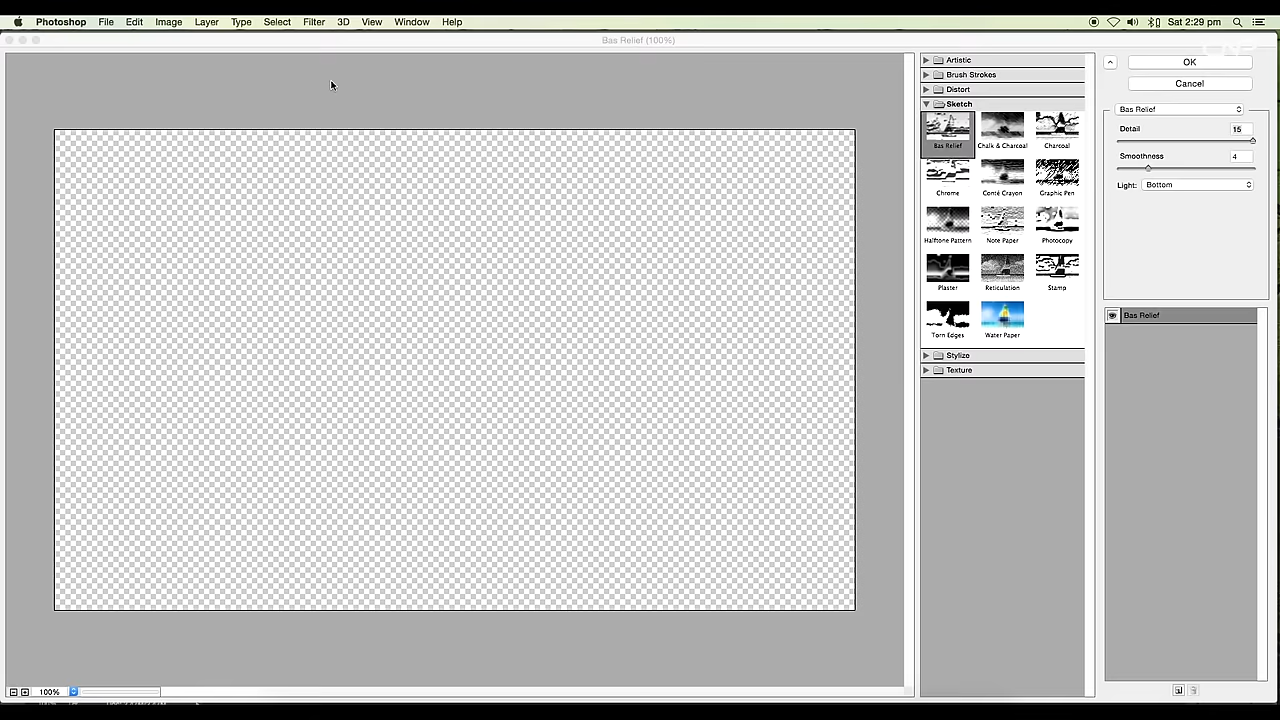 Photoshop File Edit Image Layer Type Select Filter 3D View Window Help Sat 2:29 pm
Bas Relief (100%)
Artistic
Brush Strokes
Distort
Sketch
Bas Relief Chalk & Charcoal Charcoal
Chrome Conté Crayon Graphic Pen
Halftone Pattern Note Paper Photocopy
Plaster Reticulation Stamp
Torn Edges Water Paper
Stylize
Texture
OK
Cancel
Bas Relief
Detail 15
Smoothness 4
Light: Bottom
Bas Relief
100%